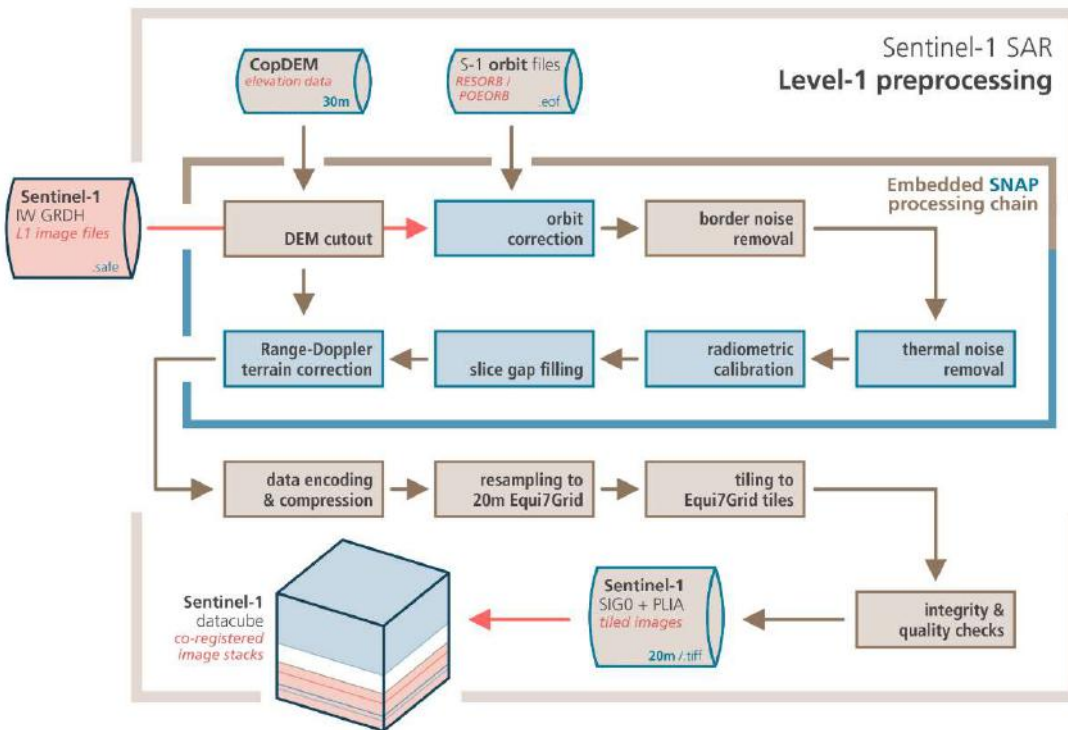 Sentinel-1 SAR
Level-1 preprocessing
CopDEM
elevation data
30m
S-1 orbit files
RESORB /
POEORB
.eof
Embedded SNAP
processing chain
Sentinel-1
IW GRDH
L1 image files
.safe
DEM cutout
orbit
correction
border noise
removal
Range-Doppler
terrain correction
slice gap filling
radiometric
calibration
thermal noise
removal
data encoding
& compression
resampling to
20m Equi7Grid
tiling to
Equi7Grid tiles
Sentinel-1
datacube
co-registered
image stacks
Sentinel-1
SIG0 + PLIA
tiled images
20m /.tiff
integrity &
quality checks